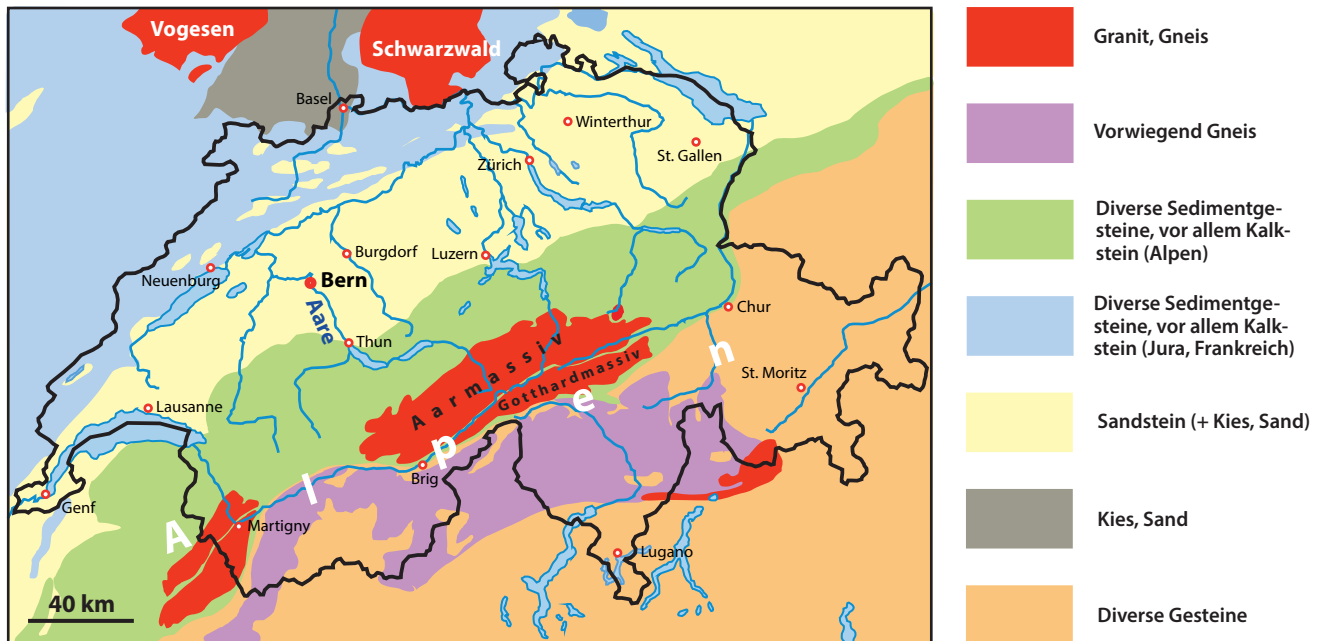 Vogesen
Schwarzwald
Basel
Winterthur
St. Gallen
Zürich
Burgdorf
Luzern
Neuenburg
Bern
Aare
Thun
Chur
St. Moritz
Aarmassiv
Gotthardmassiv
Alpen
Lausanne
Brig
Genf
Martigny
Lugano
40 km
Granit, Gneis
Vorwiegend Gneis
Diverse Sedimentge-
steine, vor allem Kalk-
stein (Alpen)
Diverse Sedimentge-
steine, vor allem Kalk-
stein (Jura, Frankreich)
Sandstein (+ Kies, Sand)
Kies, Sand
Diverse Gesteine